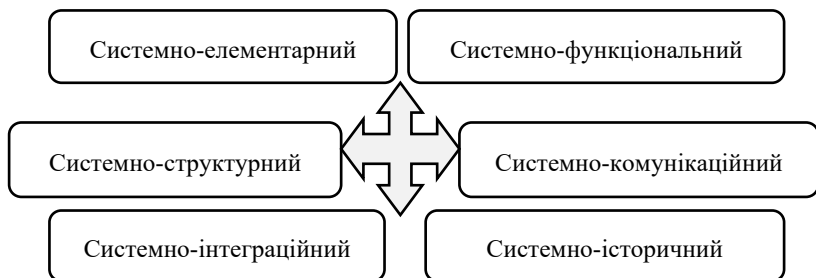 Системно-елементарний
Системно-функціональний
Системно-структурний
Системно-комунікаційний
Системно-інтеграційний
Системно-історичний